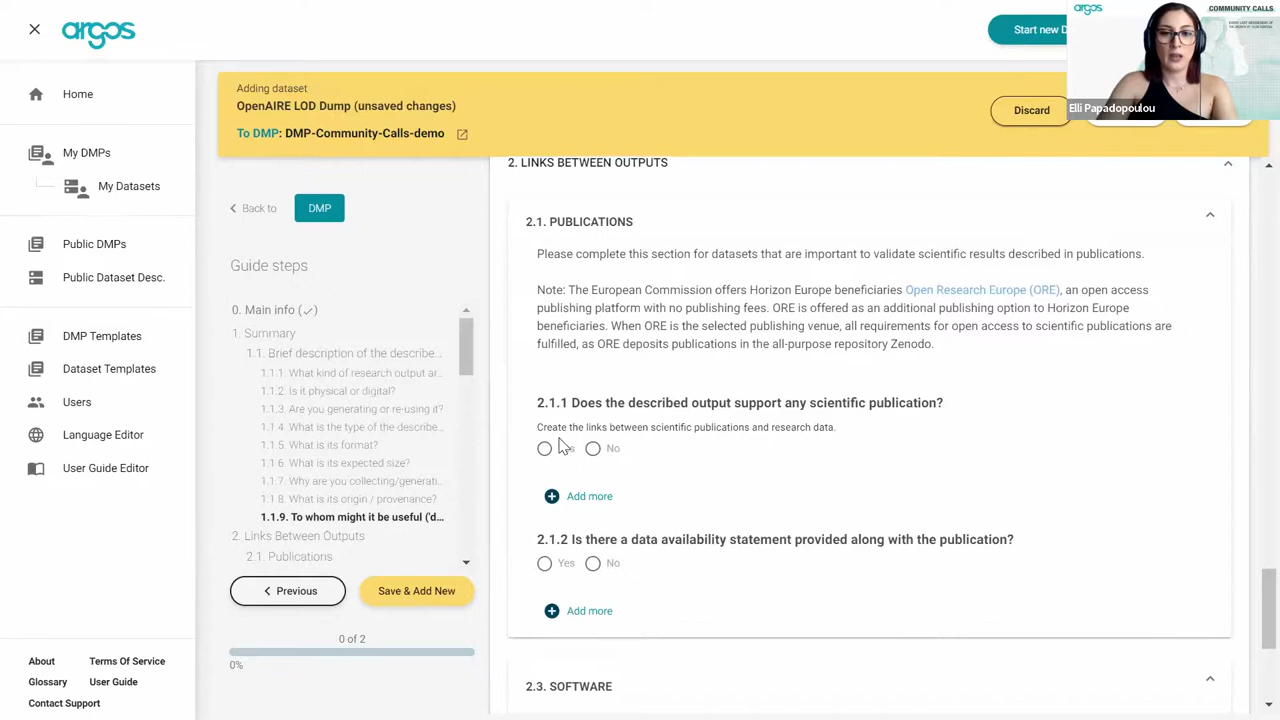 argos
Home
My DMPs
My Datasets
Public DMPs
Public Dataset Desc.
DMP Templates
Dataset Templates
Users
Language Editor
User Guide Editor
About
Terms Of Service
Glossary
User Guide
Contact Support
Start new D
argos
COMMUNITY CALLS
Elli Papadopoulou
Adding dataset
OpenAIRE LOD Dump (unsaved changes)
To DMP: DMP-Community-Calls-demo
Discard
Back to
DMP
Guide steps
0. Main info (✓)
1. Summary
1.1. Brief description of the describe...
1.1.1. What kind of research output ar...
1.1.2. Is it physical or digital?
1.1.3. Are you generating or re-using it?
1.1.4. What is the type of the describe...
1.1.5. What is its format?
1.1.6. What is its expected size?
1.1.7. Why are you collecting/generati...
1.1.8. What is its origin / provenance?
1.1.9. To whom might it be useful ('d...
2. Links Between Outputs
2.1. Publications
Previous
Save & Add New
0 of 2
0%
2. LINKS BETWEEN OUTPUTS
2.1. PUBLICATIONS
Please complete this section for datasets that are important to validate scientific results described in publications.
Note: The European Commission offers Horizon Europe beneficiaries Open Research Europe (ORE), an open access
publishing platform with no publishing fees. ORE is offered as an additional publishing option to Horizon Europe
beneficiaries. When ORE is the selected publishing venue, all requirements for open access to scientific publications are
fulfilled, as ORE deposits publications in the all-purpose repository Zenodo.
2.1.1 Does the described output support any scientific publication?
Create the links between scientific publications and research data.
Yes No
Add more
2.1.2 Is there a data availability statement provided along with the publication?
Yes No
Add more
2.3. SOFTWARE